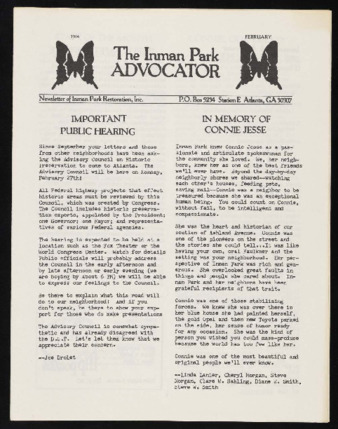 1984
FEBRUARY
The Inman Park
ADVOCATOR
Newsletter of Inman Park Restoration, Inc.
P.O. Box 5234 Station E Atlanta, GA 30307
IMPORTANT
PUBLIC HEARING
Since September your letters and those
from other neighborhoods have been ask-
ing the Advisory Council on Historic
Preservation to come to Atlanta. The
Advisory Council will be here on Monday,
February 27th!
All Federal highway projects that effect
historic areas must be reviewed by this
Council, which was created by Congress.
The Council includes historic preserva-
tion experts, appointed by the President;
one Governor; one Mayor; and representa-
tives of various Federal agencies.
The hearing is expected to be held at a
location such as the Fox Theater or the
World Congress Center. Watch for details
Public officials will probably address
the Council in the early afternoon and
by late afternoon or early evening (we
are hoping by about 6 PM) we will be able
to express our feelings to the Council.
Be there to explain what this road will
do to our neighborhood! And if you
don't speak, be there to show your sup-
port for those who do make presentations
The Advisory Council is somewhat sympa-
thetic and has already disagreed with
the D.O.T. Let's let them know that we
appreciate their concern.
--Joe Drolet
IN MEMORY OF
CONNIE JESSE
Inman Park knew Connie Jesse as a pas-
sionate and articulate spokeswoman for
the community she loved. We, her neigh-
bors, knew her as one of the best friends
we'll ever have. Beyond the day-by-day
neighborly chores we shared--watching
each other's houses, feeding pets,
saving mail--Connie was a neighbor to be
treasured because she was an exceptional
human being. You could count on Connie,
without fail, to be intelligent and
compassionate.
She was the heart and historian of our
section of Edgewood Avenue. Connie was
one of the pioneers on the street and
the stories she could tell...It was like
having your own, oral Faulkner and the
setting was your neighborhood. Her per-
spective of Inman Park was rich and gen-
erous. She overlooked great faults in
things and people she cared about. In-
man Park and her neighbors have been
grateful recipients of that trait.
Connie was one of those stabilizing
forces. We knew she was over there in
her blue house she had painted herself,
the gold Opel and then new Toyota parked
on the side, her sense of humor ready
for any occasion. She was the kind of
person you wished you could mass-produce
because the world has too few like her.
Connie was one of the most beautiful and
original people we'll ever know.
--Linda Lanier, Cheryl Morgan, Steve
Morgan, Clare M. Sahling, Diane M. Smith,
Steve W. Smith